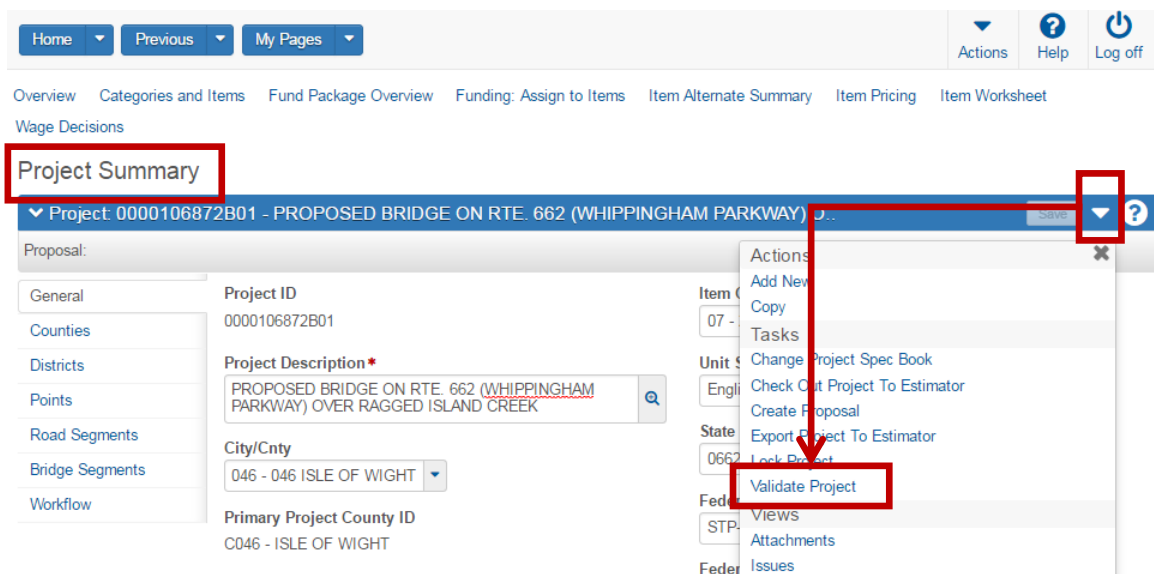 Home Previous My Pages Actions Help Log off
Overview Categories and Items Fund Package Overview Funding: Assign to Items Item Alternate Summary Item Pricing Item Worksheet
Wage Decisions
Project Summary
Project: 0000106872B01 - PROPOSED BRIDGE ON RTE. 662 (WHIPPINGHAM PARKWAY) O.. Save
Proposal:
General
Counties
Districts
Points
Road Segments
Bridge Segments
Workflow
Project ID
0000106872B01
Project Description*
PROPOSED BRIDGE ON RTE. 662 (WHIPPINGHAM
PARKWAY) OVER RAGGED ISLAND CREEK
City/Cnty
046 - 046 ISLE OF WIGHT
Primary Project County ID
C046 - ISLE OF WIGHT
Item
07 -
Unit
Engli
State
0662
Feder
STP-
Feder
Actions
Add New
Copy
Tasks
Change Project Spec Book
Check Out Project To Estimator
Create Proposal
Export Project To Estimator
Lock Project
Validate Project
Views
Attachments
Issues